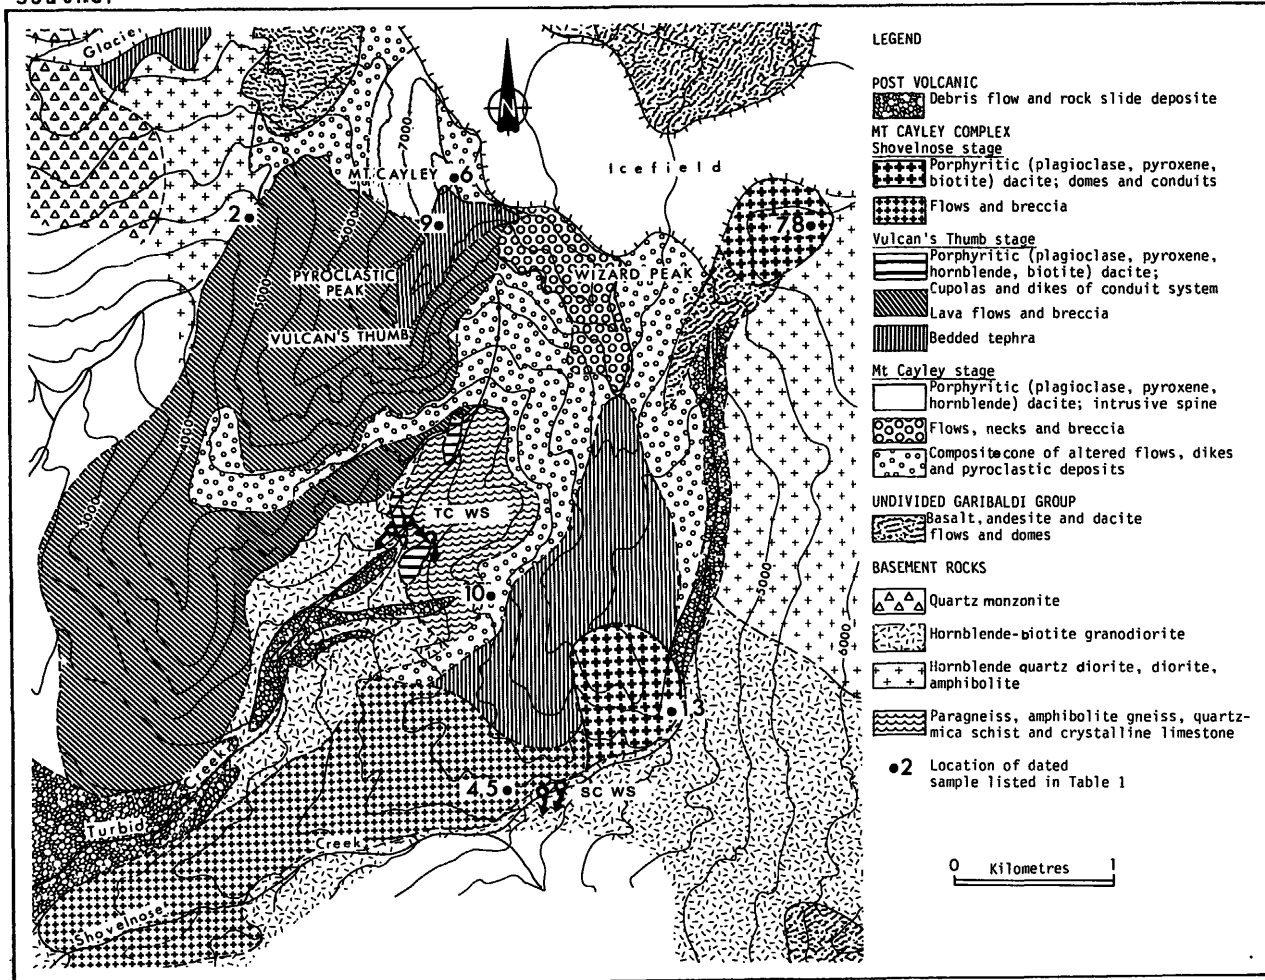 Glacier
N
7000
Icefield
MT. CAYLEY
6
2
9
7,8
6000
WIZARD PEAK
PYROCLASTIC
PEAK
5000
VULCAN'S THUMB
4000
3000
TC WS
10
5000
6000
1,3
Creek
4,5
SC WS
Turbid
Creek
Shovelnose
LEGEND
POST VOLCANIC
Debris flow and rock slide deposite
MT CAYLEY COMPLEX
Shovelnose stage
Porphyritic (plagioclase, pyroxene,
biotite) dacite; domes and conduits
Flows and breccia
Vulcan's Thumb stage
Porphyritic (plagioclase, pyroxene,
hornblende, biotite) dacite;
Cupolas and dikes of conduit system
Lava flows and breccia
Bedded tephra
Mt Cayley stage
Porphyritic (plagioclase, pyroxene,
hornblende) dacite; intrusive spine
Flows, necks and breccia
Composite cone of altered flows, dikes
and pyroclastic deposits
UNDIVIDED GARIBALDI GROUP
Basalt, andesite and dacite
flows and domes
BASEMENT ROCKS
Quartz monzonite
Hornblende-biotite granodiorite
Hornblende quartz diorite, diorite,
amphibolite
Paragneiss, amphibolite gneiss, quartz-
mica schist and crystalline limestone
•2 Location of dated
sample listed in Table 1
0 Kilometres 1